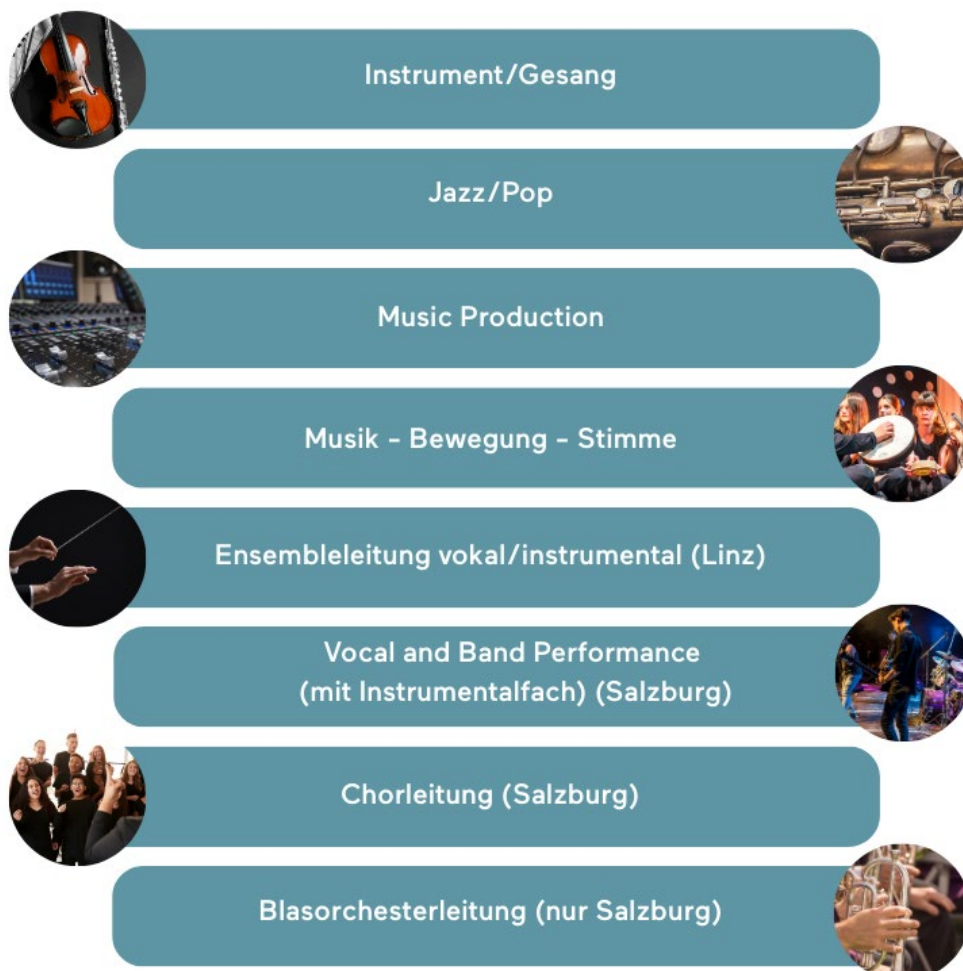 Instrument/Gesang
Jazz/Pop
Music Production
Musik – Bewegung – Stimme
Ensembleleitung vokal/instrumental (Linz)
Vocal and Band Performance
(mit Instrumentalfach) (Salzburg)
Chorleitung (Salzburg)
Blasorchesterleitung (nur Salzburg)